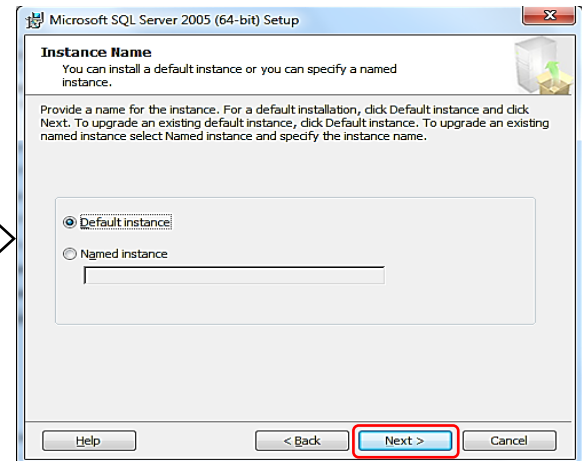 Microsoft SQL Server 2005 (64-bit) Setup
Instance Name
You can install a default instance or you can specify a named
instance.
Provide a name for the instance. For a default installation, click Default instance and click
Next. To upgrade an existing default instance, click Default instance. To upgrade an existing
named instance select Named instance and specify the instance name.
Default instance
Named instance
Help
< Back
Next >
Cancel